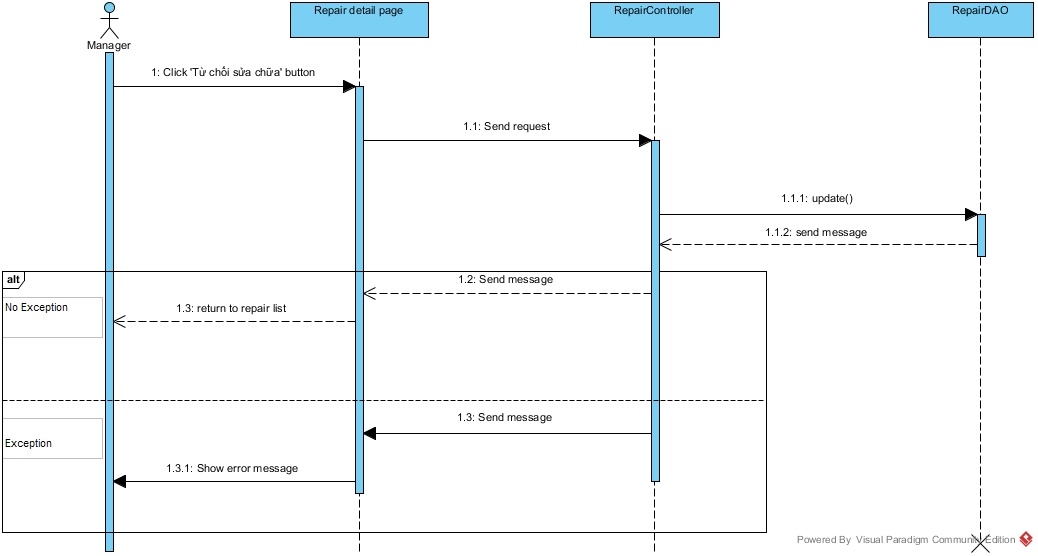 Repair detail page
RepairController
RepairDAO
Manager
1: Click 'Từ chối sửa chữa' button
1.1: Send request
1.1.1: update()
1.1.2: send message
alt
1.2: Send message
No Exception
1.3: return to repair list
1.3: Send message
Exception
1.3.1: Show error message
Powered By Visual Paradigm Community Edition